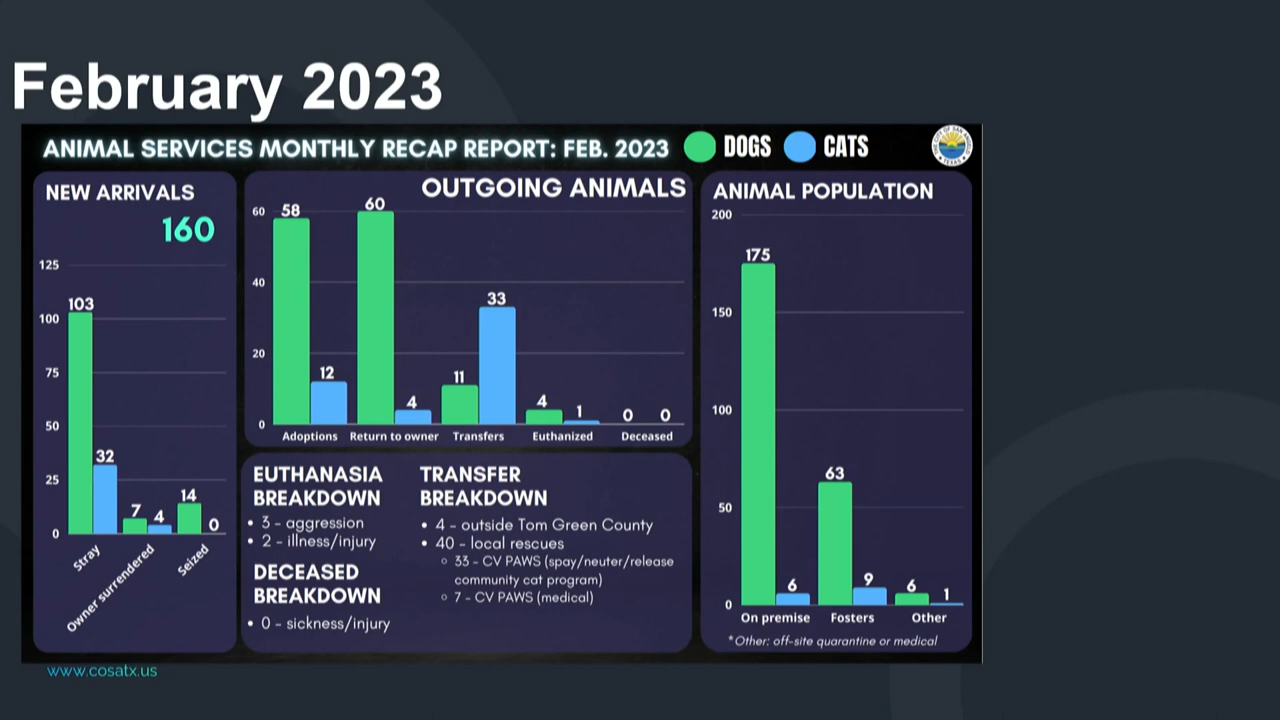 February 2023
ANIMAL SERVICES MONTHLY RECAP REPORT: FEB. 2023
DOGS
CATS
NEW ARRIVALS
160
125
100
75
50
25
0
103
32
7
4
14
0
Stray
Owner surrendered
Seized
OUTGOING ANIMALS
60
40
20
0
58
12
60
4
11
33
4
1
0
0
Adoptions
Return to owner
Transfers
Euthanized
Deceased
EUTHANASIA
BREAKDOWN
• 3 - aggression
• 2 - illness/injury
DECEASED
BREAKDOWN
• 0 - sickness/injury
TRANSFER
BREAKDOWN
• 4 - outside Tom Green County
• 40 - local rescues
○ 33 - CV PAWS (spay/neuter/release
community cat program)
○ 7 - CV PAWS (medical)
ANIMAL POPULATION
200
150
100
50
0
175
6
63
9
6
1
On premise
Fosters
Other
*Other: off-site quarantine or medical
www.cosatx.us